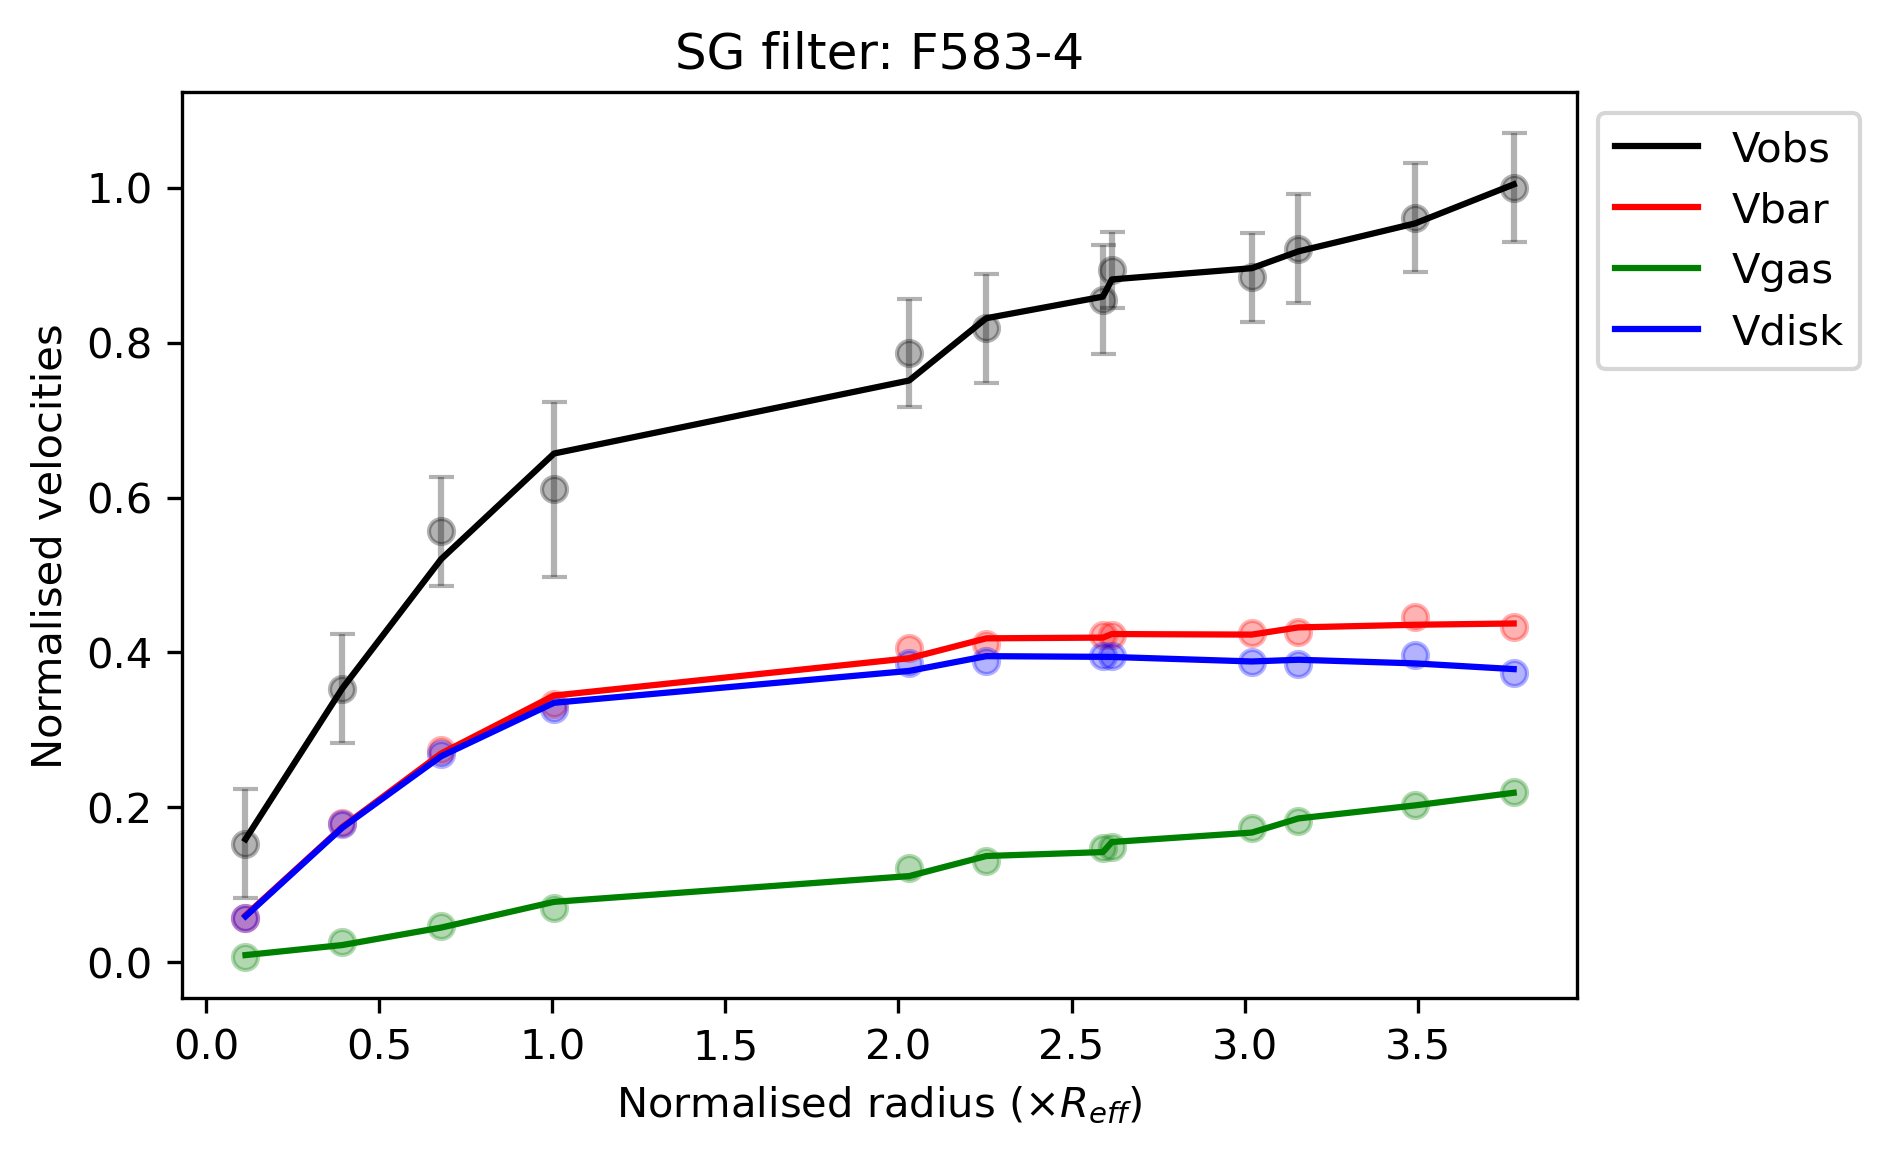 SG filter: F583-4
Vobs
Vbar
Vgas
Vdisk
Normalised velocities
1.0
0.8
0.6
0.4
0.2
0.0
0.0 0.5 1.0 1.5 2.0 2.5 3.0 3.5
Normalised radius (×R_eff)